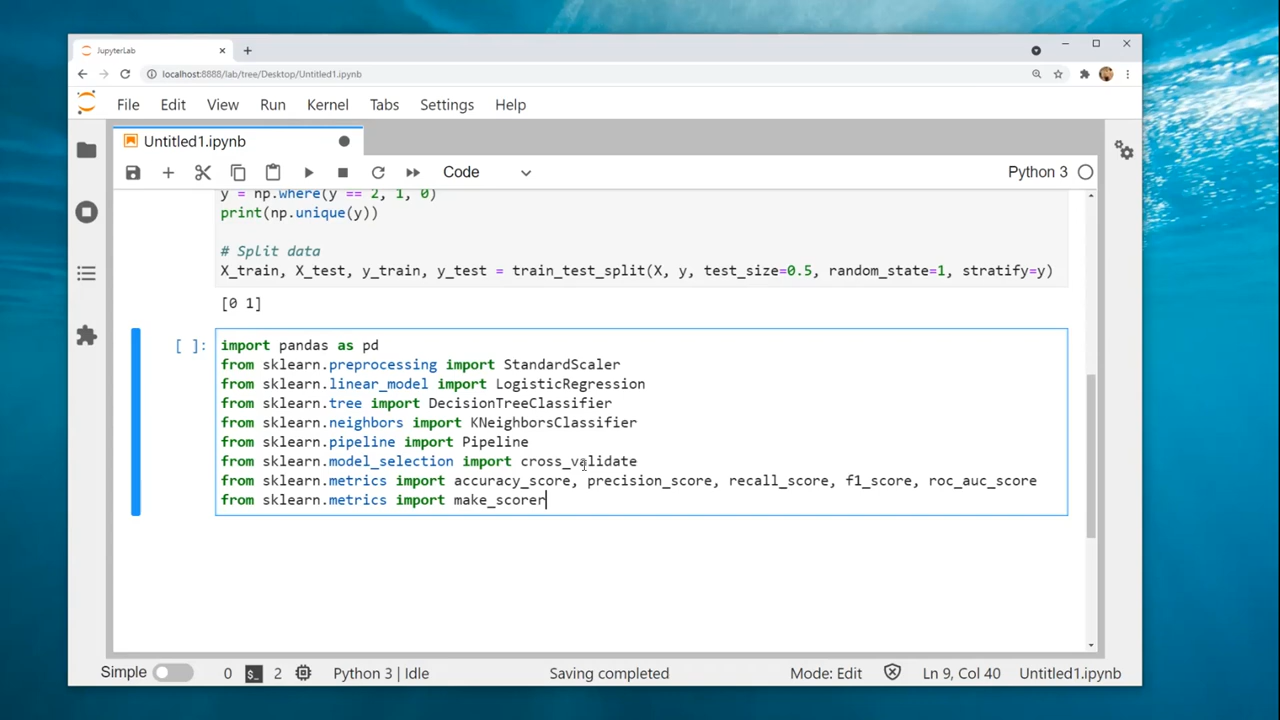 JupyterLab
localhost:8888/lab/tree/Desktop/Untitled1.ipynb
File Edit View Run Kernel Tabs Settings Help
Untitled1.ipynb
Code
Python 3
y = np.where(y == 2, 1, 0)
print(np.unique(y))
# Split data
X_train, X_test, y_train, y_test = train_test_split(X, y, test_size=0.5, random_state=1, stratify=y)
[0 1]
[ ]: import pandas as pd
from sklearn.preprocessing import StandardScaler
from sklearn.linear_model import LogisticRegression
from sklearn.tree import DecisionTreeClassifier
from sklearn.neighbors import KNeighborsClassifier
from sklearn.pipeline import Pipeline
from sklearn.model_selection import cross_validate
from sklearn.metrics import accuracy_score, precision_score, recall_score, f1_score, roc_auc_score
from sklearn.metrics import make_scorer
Simple 0 $_ 2 Python 3 | Idle Saving completed Mode: Edit Ln 9, Col 40 Untitled1.ipynb